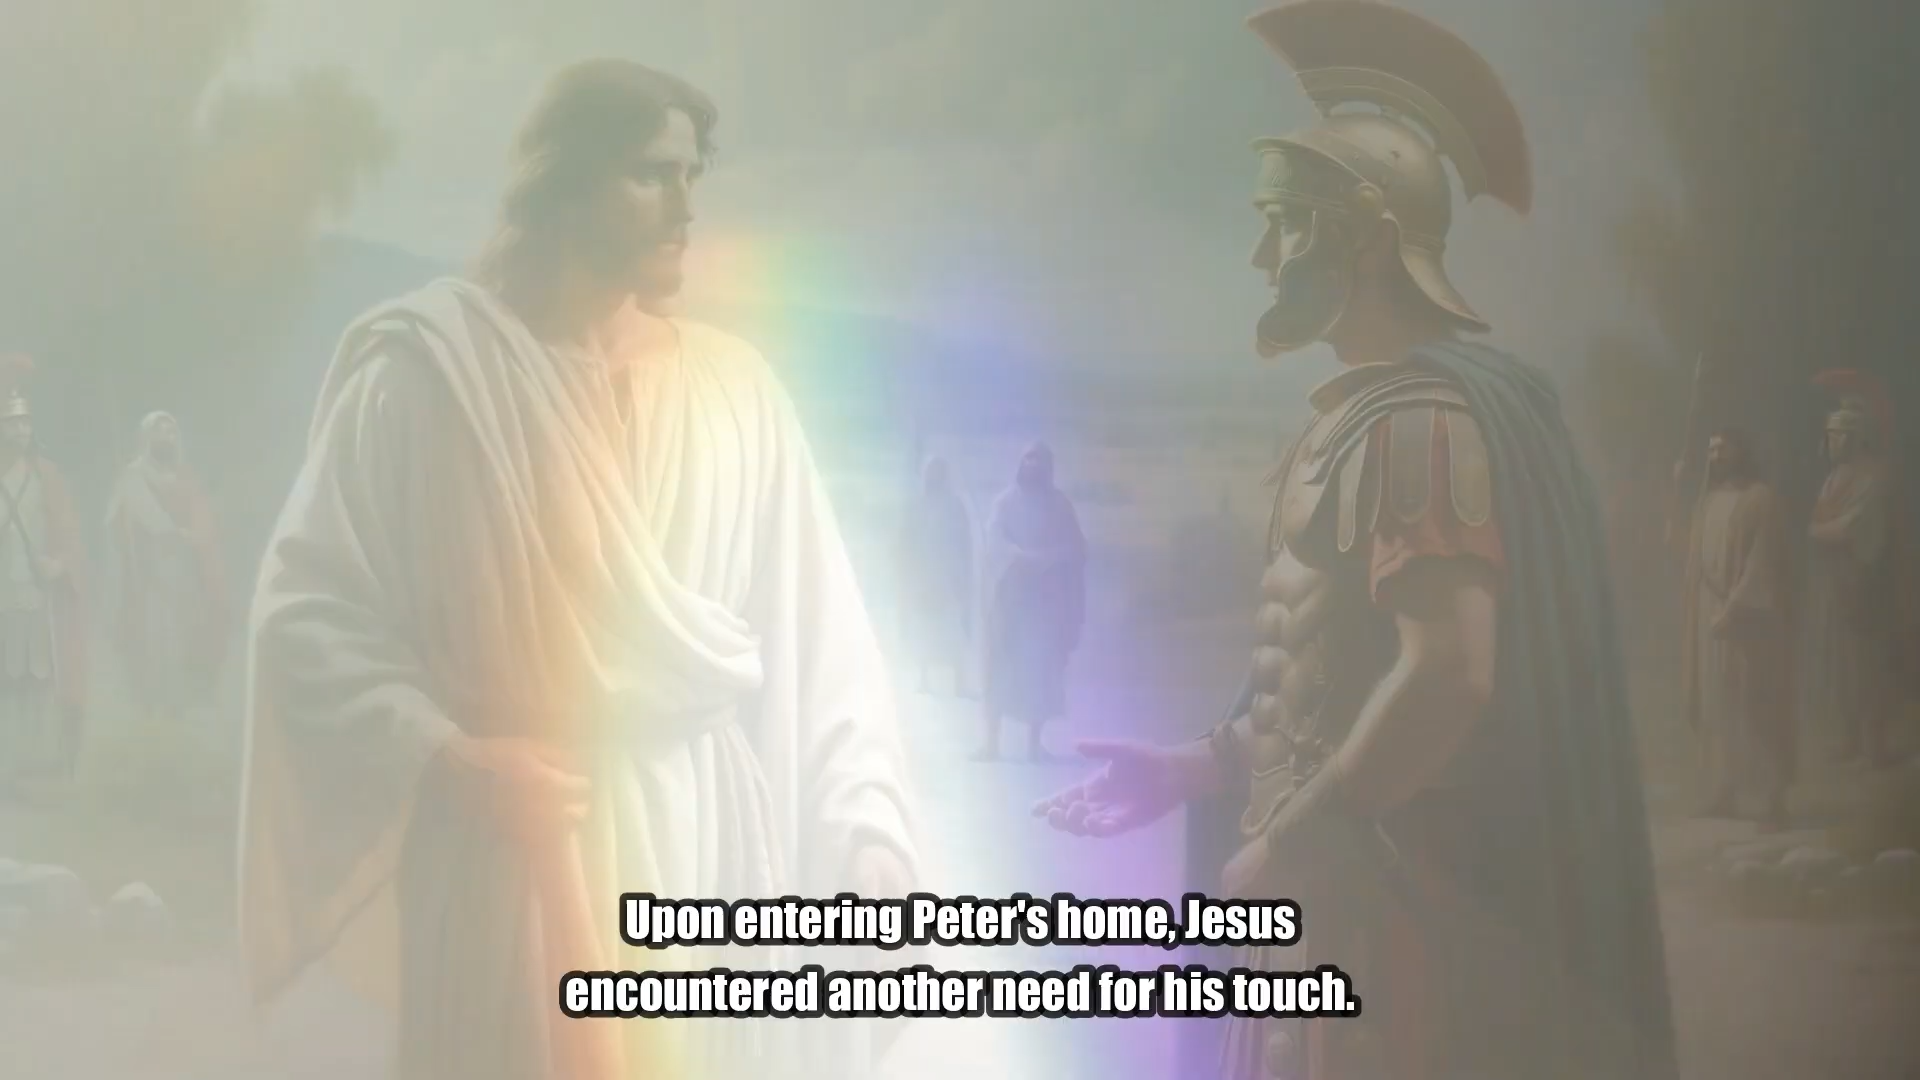 Upon entering Peter's home, Jesus
encountered another need for his touch.